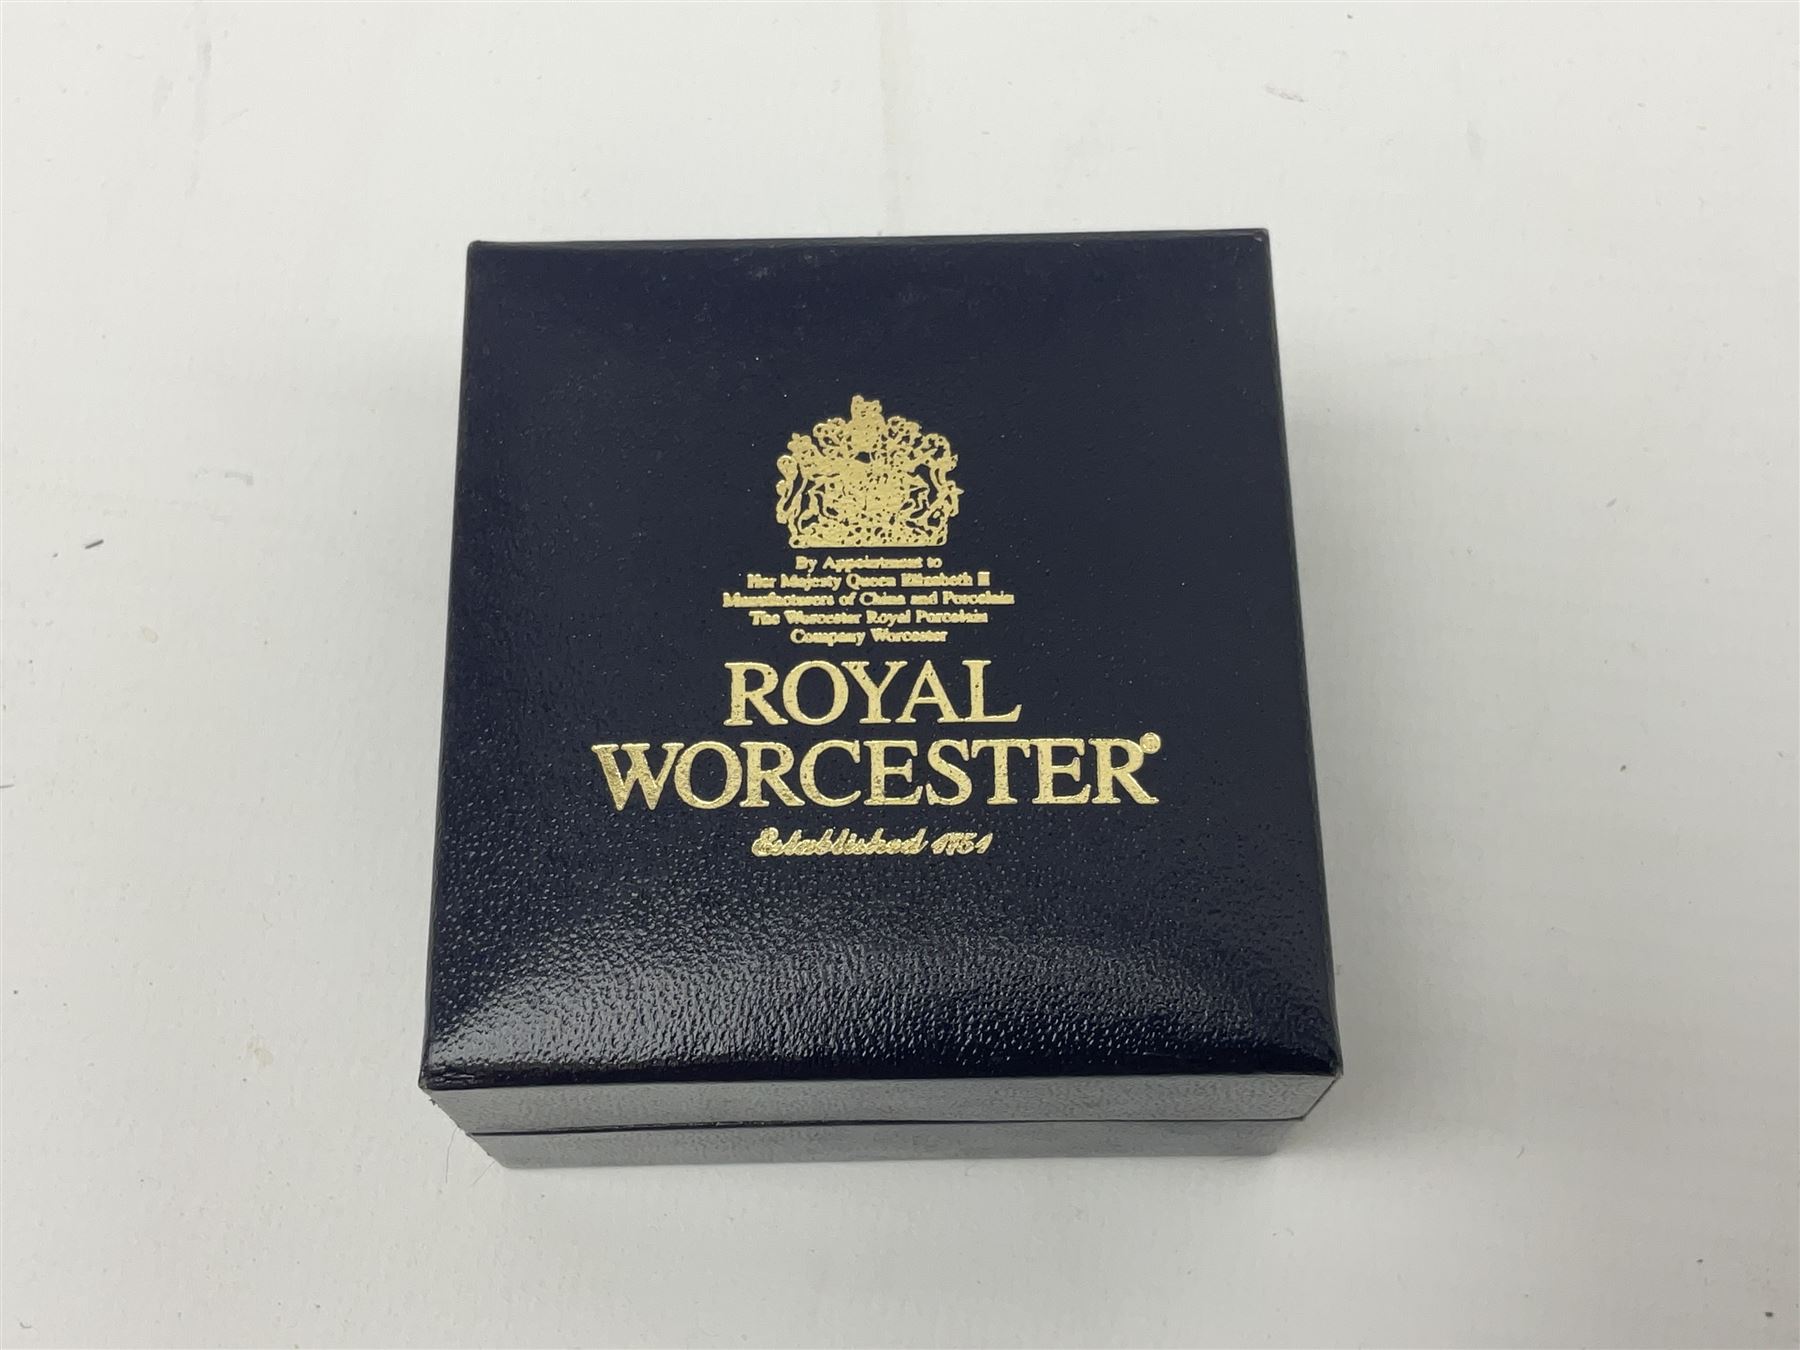 By Appointment to
Her Majesty Queen Elizabeth II
Manufacturers of China and Porcelain
The Worcester Royal Porcelain
Company Worcester
ROYAL
WORCESTER®
Established 1751